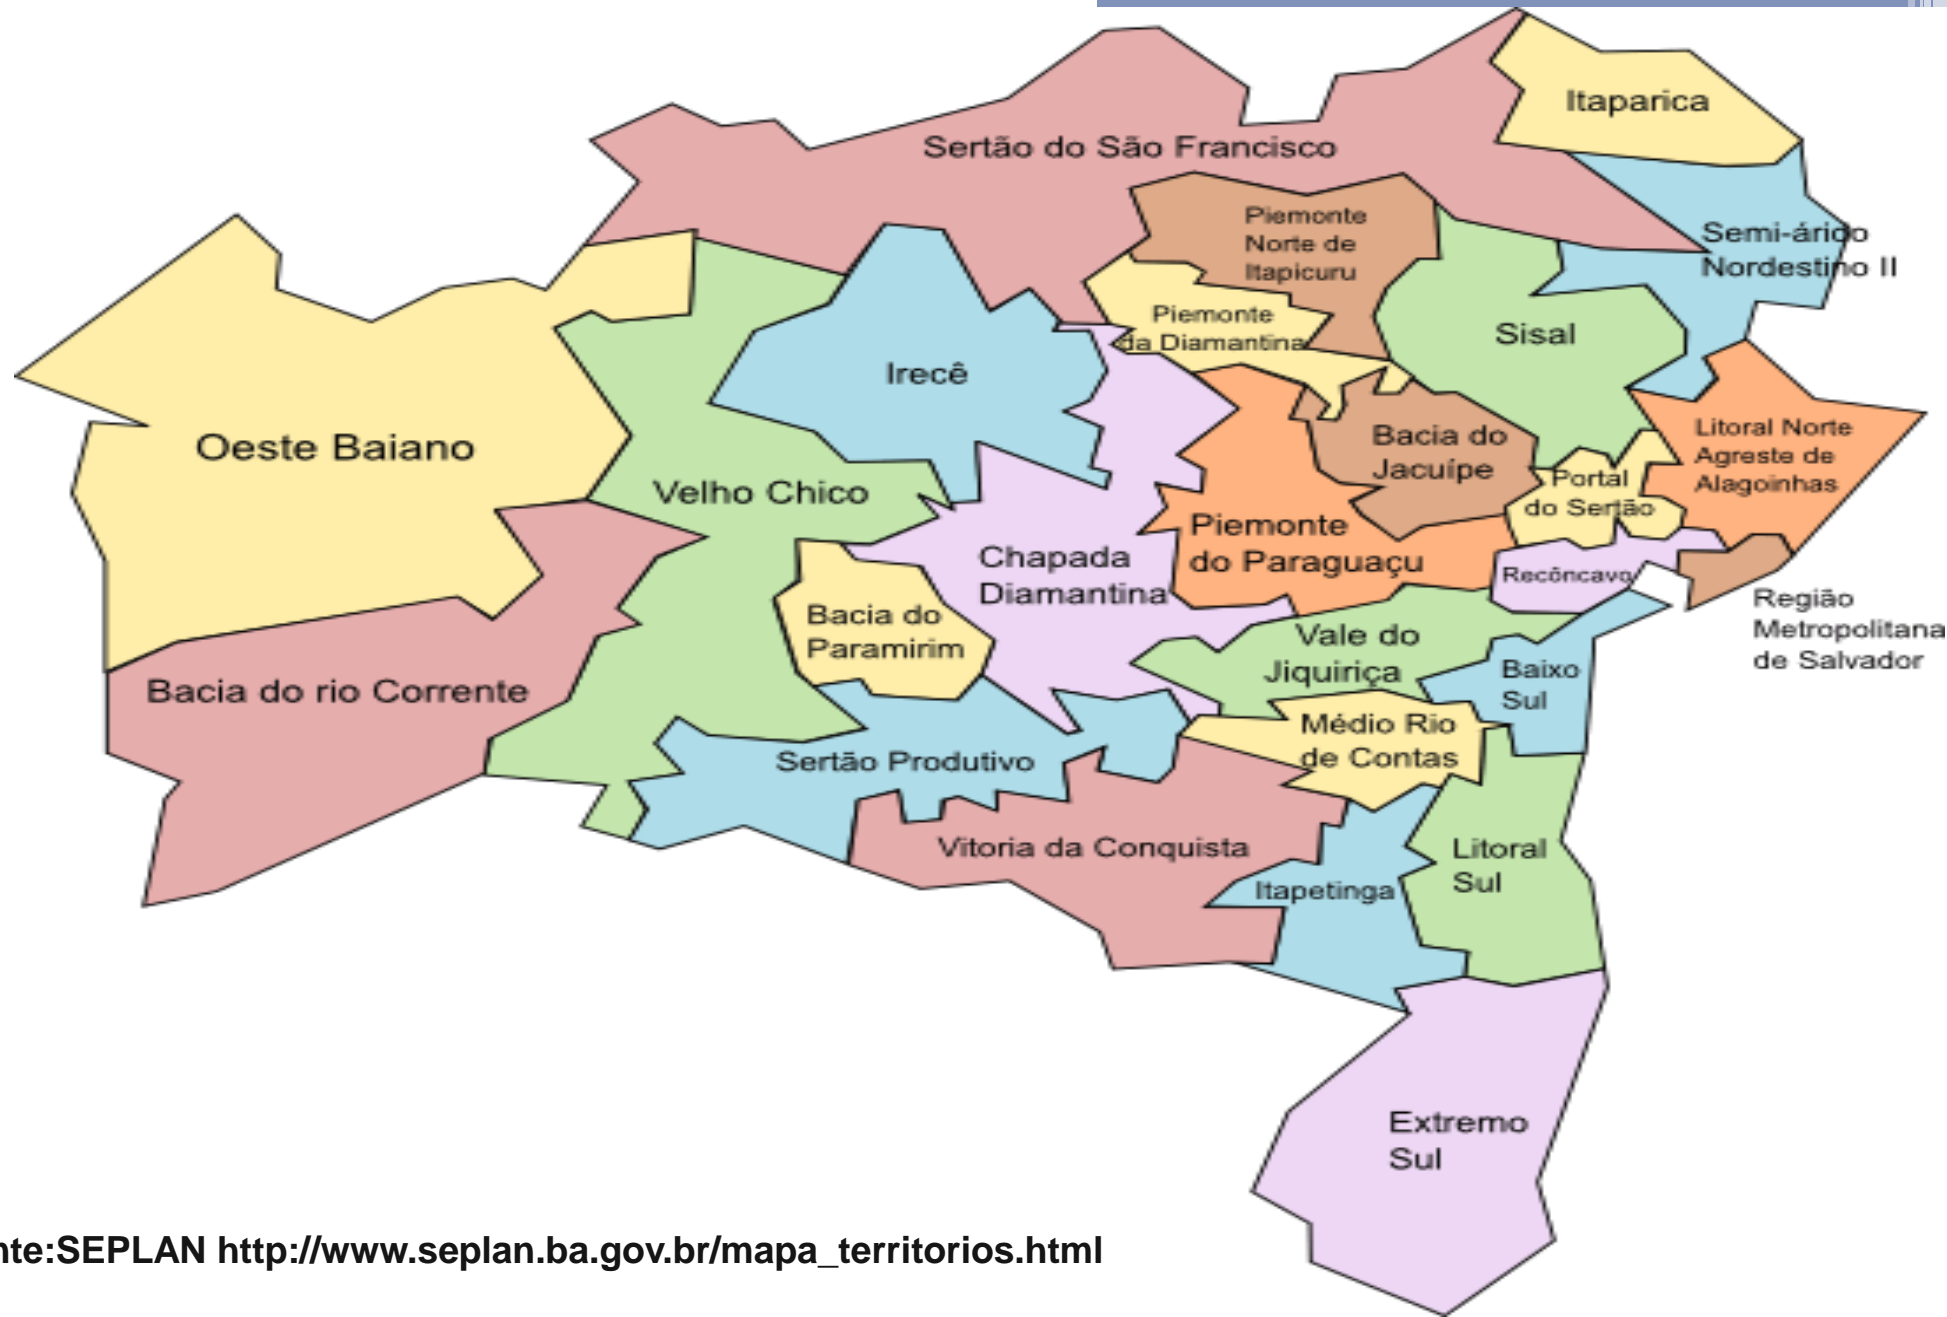 Itaparica
Sertão do São Francisco
Piemonte
Norte de
Itapicuru
Semi-árido
Nordestino II
Piemonte
da Diamantina
Sisal
Irecê
Oeste Baiano
Velho Chico
Bacia do
Jacuípe
Litoral Norte
Agreste de
Alagoinhas
Portal
do Sertão
Piemonte
do Paraguaçu
Chapada
Diamantina
Recôncavo
Região
Metropolitana
de Salvador
Bacia do
Paramirim
Vale do
Jiquiriça
Baixo
Sul
Bacia do rio Corrente
Médio Rio
de Contas
Sertão Produtivo
Vitoria da Conquista
Litoral
Sul
Itapetinga
Extremo
Sul
nte:SEPLAN http://www.seplan.ba.gov.br/mapa_territorios.html